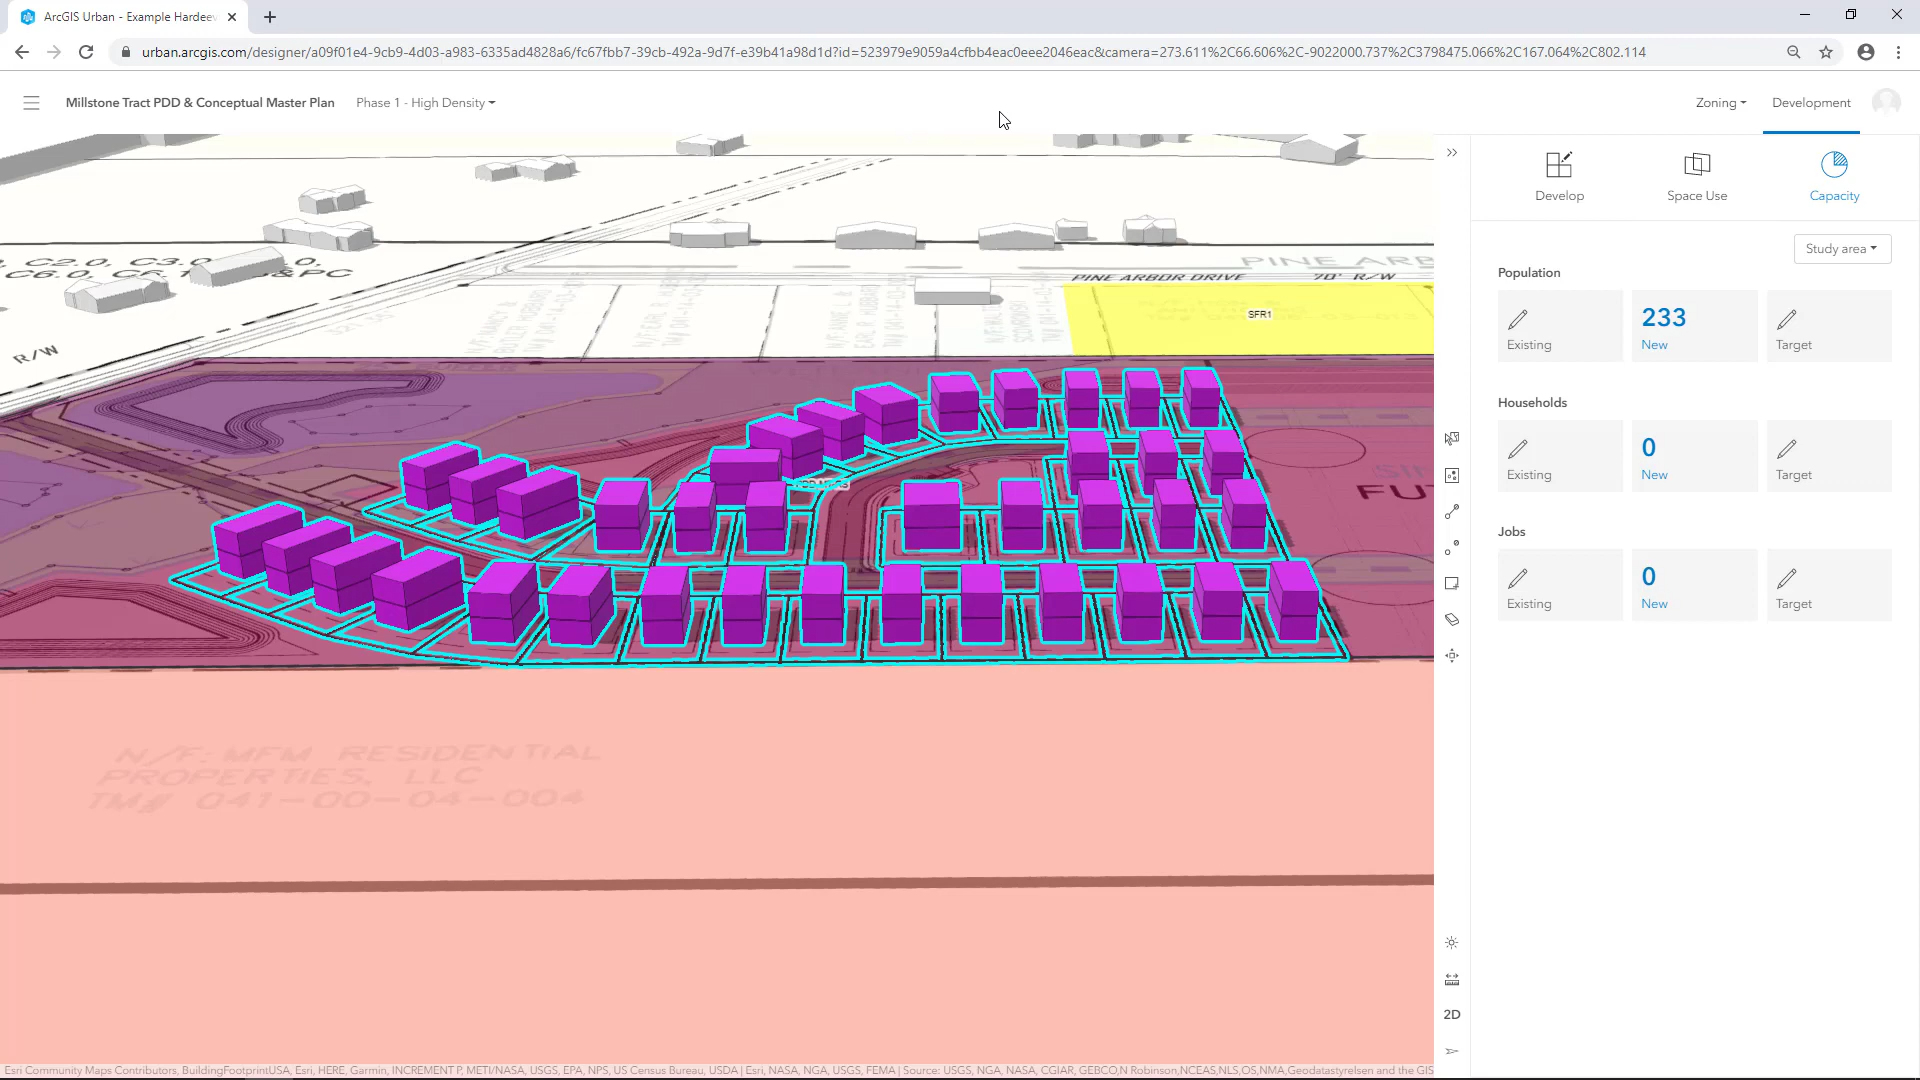 ArcGIS Urban - Example Hardeev
urban.arcgis.com/designer/a09f01e4-9cb9-4d03-a983-6335ad4828a6/fc67fbb7-39cb-492a-9d7f-e39b41a98d1d?id=523979e9059a4cfbb4eac0eee2046eac&camera=273.611%2C66.606%2C-9022000.737%2C3798475.066%2C167.064%2C802.114
Millstone Tract PDD & Conceptual Master Plan
Phase 1 - High Density
Zoning
Development
Develop
Space Use
Capacity
Study area
Population
Existing
233
New
Target
Households
Existing
0
New
Target
Jobs
Existing
0
New
Target
2D
PINE ARB
PINE ARBOR DRIVE 70' R/W
SFR1
R/W
FU
N/F: MFM RESIDENTIAL
PROPERTIES, LLC
TM# 041-00-04-004
Esri Community Maps Contributors, BuildingFootprintUSA, Esri, HERE, Garmin, INCREMENT P, METI/NASA, USGS, EPA, NPS, US Census Bureau, USDA | Esri, NASA, NGA, USGS, FEMA | Source: USGS, NGA, NASA, CGIAR, GEBCO,N Robinson,NCEAS,NLS,OS,NMA,Geodatastyrelsen and the GIS